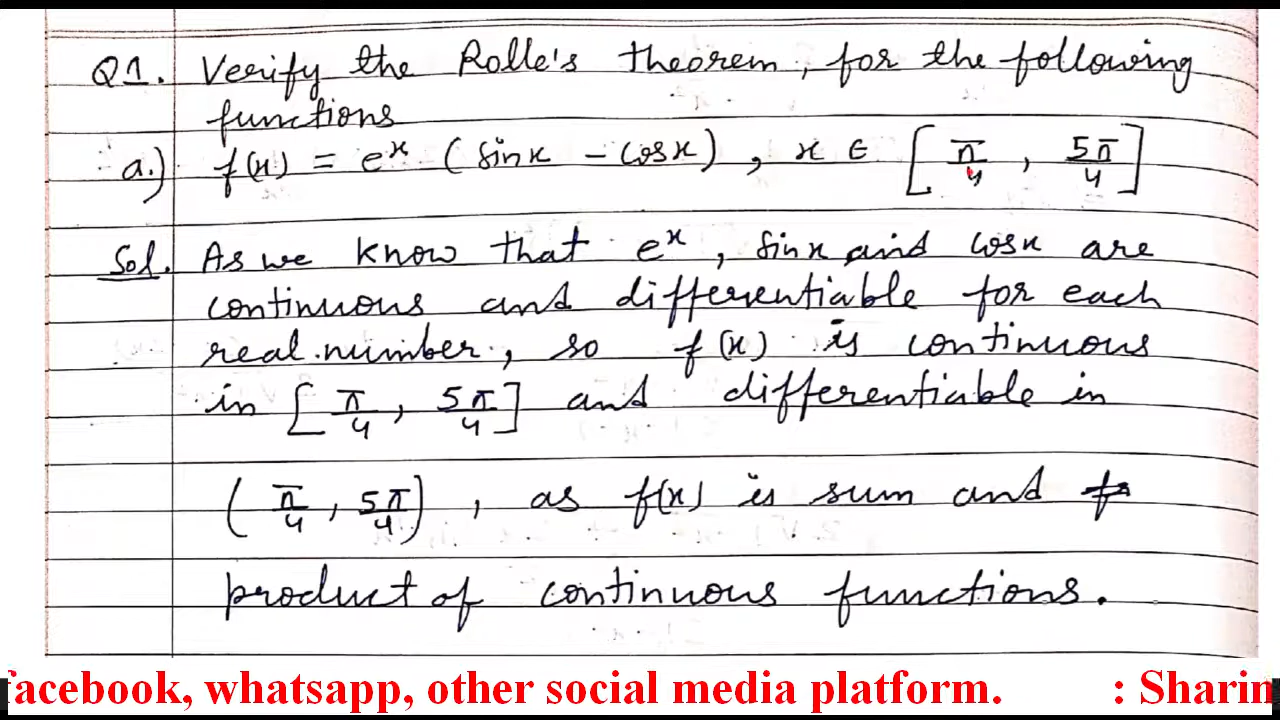 Q1. Verify the Rolle's theorem, for the following
functions
a.) f(x) = e^x (sinx - cosx), x ∈ [π/4, 5π/4]
Sol. As we know that e^x, sinx and cosx are
continuous and differentiable for each
real number, so f(x) is continuous
in [π/4, 5π/4] and differentiable in
(π/4, 5π/4), as f(x) is sum and
product of continuous functions.
facebook, whatsapp, other social media platform. : Sharin